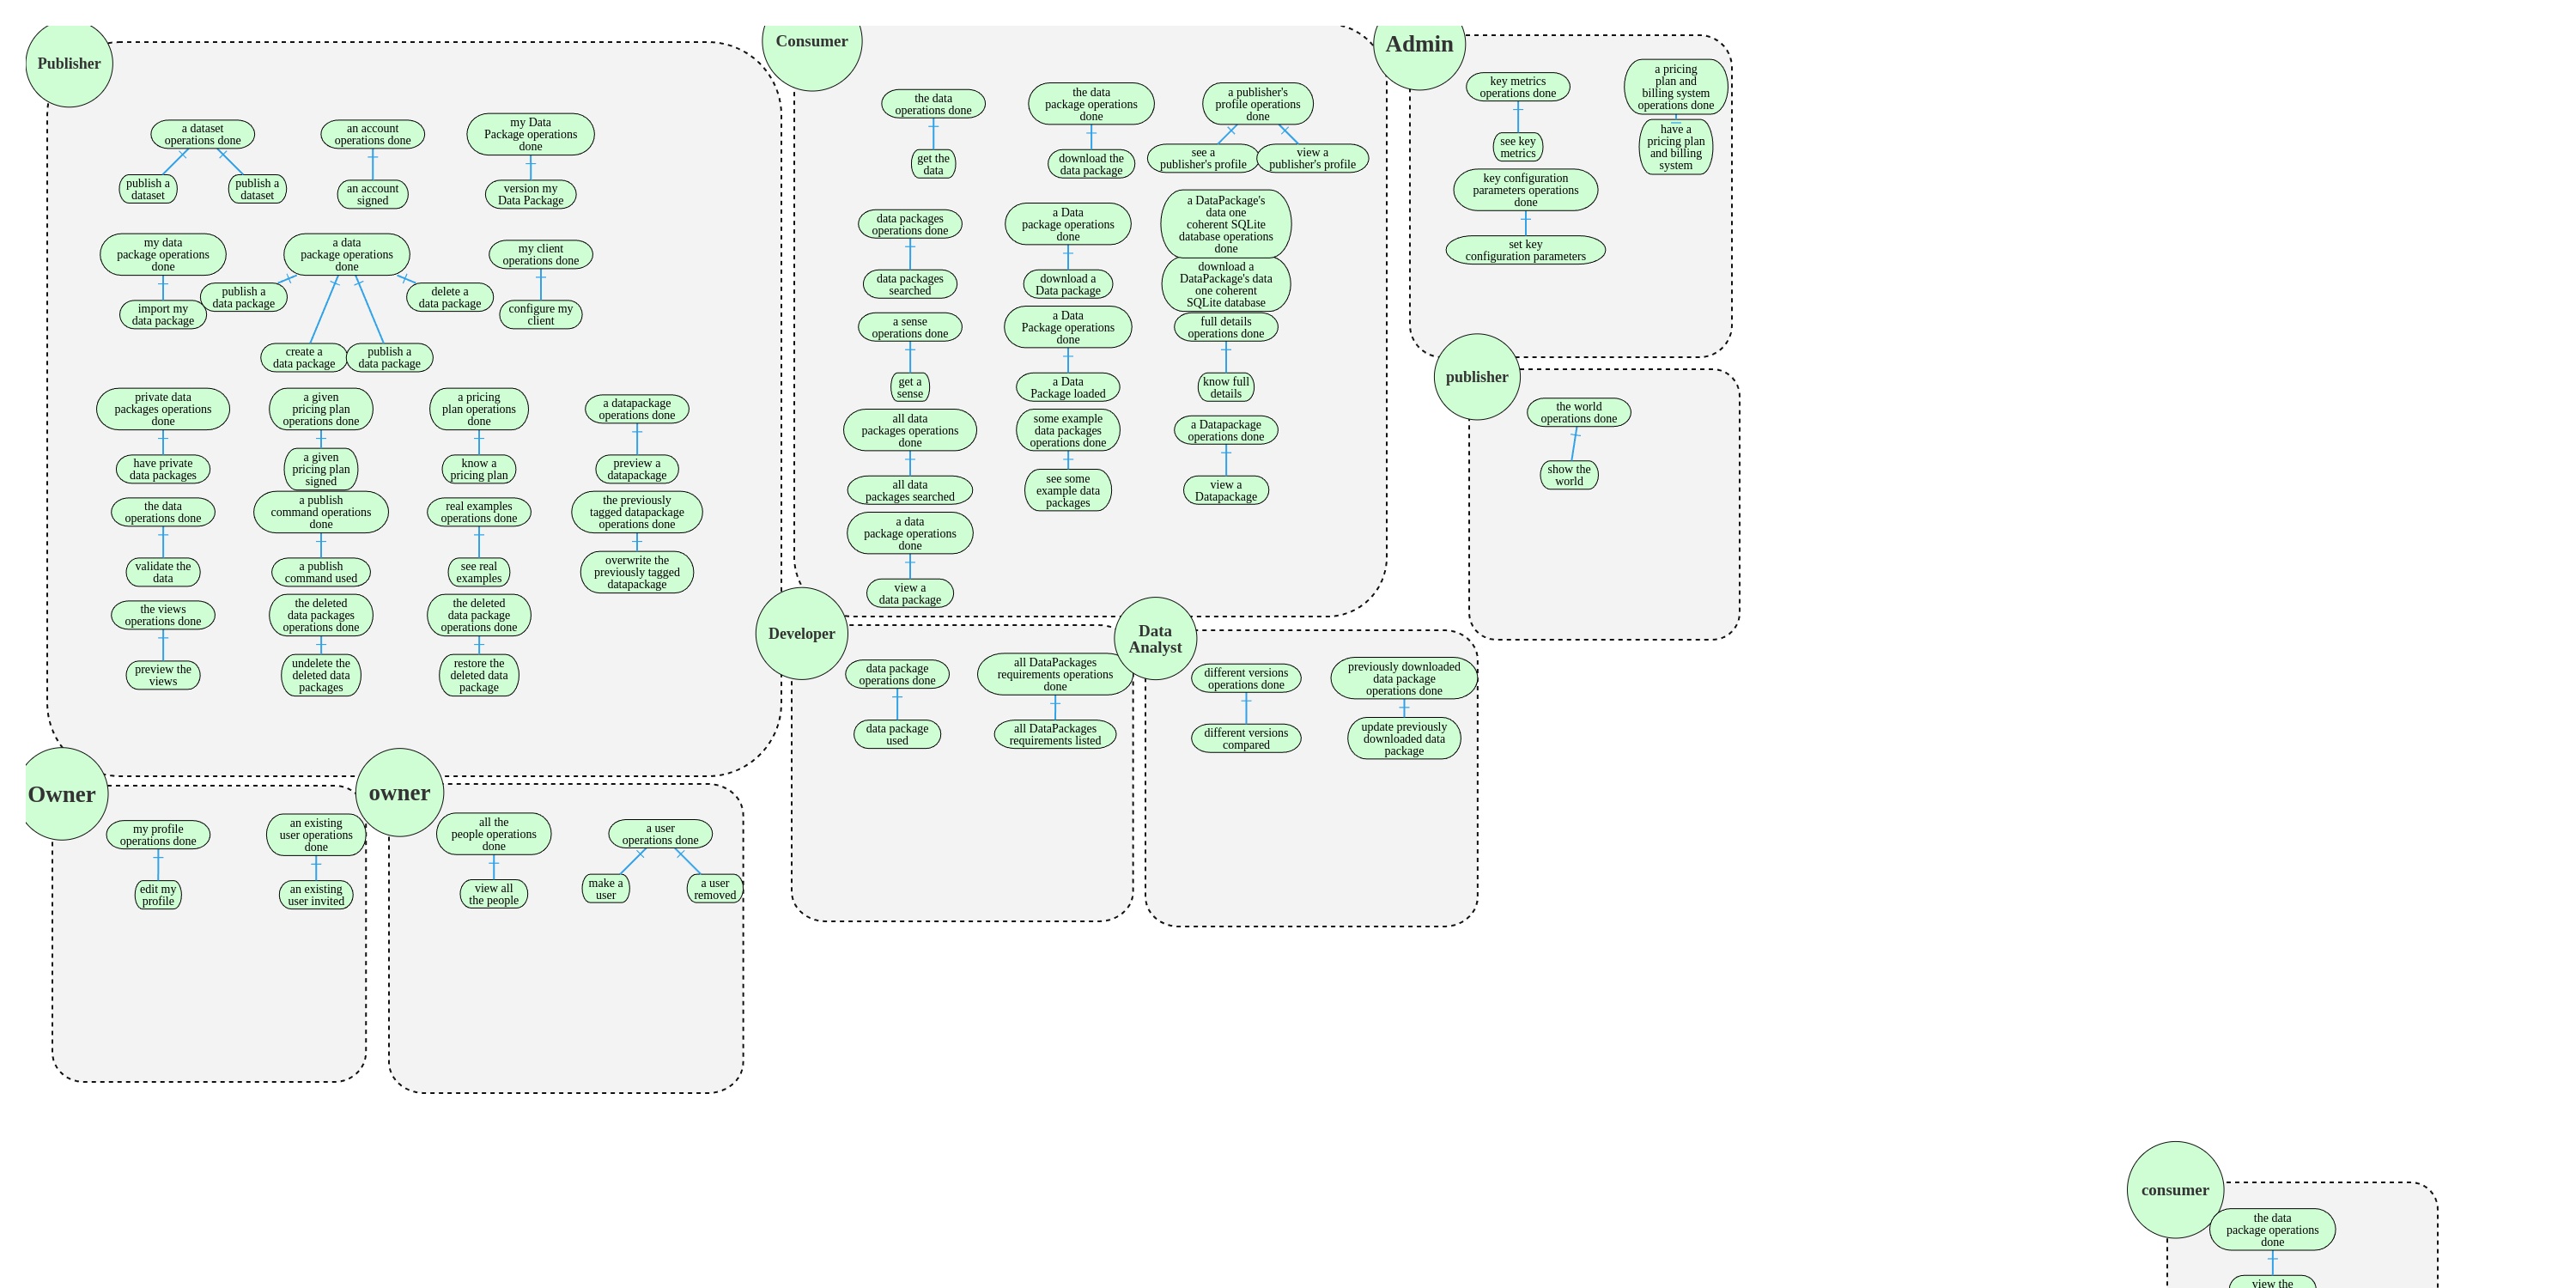 Publisher
a dataset
operations done
publish a
dataset
publish a
dataset
an account
operations done
an account
signed
my Data
Package operations
done
version my
Data Package
my data
package operations
done
import my
data package
a data
package operations
done
publish a
data package
create a
data package
publish a
data package
delete a
data package
my client
operations done
configure my
client
private data
packages operations
done
have private
data packages
a given
pricing plan
operations done
a given
pricing plan
signed
a pricing
plan operations
done
know a
pricing plan
a datapackage
operations done
preview a
datapackage
the data
operations done
validate the
data
a publish
command operations
done
a publish
command used
real examples
operations done
see real
examples
the previously
tagged datapackage
operations done
overwrite the
previously tagged
datapackage
the views
operations done
preview the
views
the deleted
data packages
operations done
undelete the
deleted data
packages
the deleted
data package
operations done
restore the
deleted data
package
Consumer
the data
operations done
get the
data
the data
package operations
done
download the
data package
a publisher's
profile operations
done
see a
publisher's profile
view a
publisher's profile
data packages
operations done
data packages
searched
a Data
package operations
done
download a
Data package
a DataPackage's
data one
coherent SQLite
database operations
done
download a
DataPackage's data
one coherent
SQLite database
a sense
operations done
get a
sense
a Data
Package operations
done
a Data
Package loaded
full details
operations done
know full
details
all data
packages operations
done
all data
packages searched
some example
data packages
operations done
see some
example data
packages
a Datapackage
operations done
view a
Datapackage
a data
package operations
done
view a
data package
Admin
key metrics
operations done
see key
metrics
a pricing
plan and
billing system
operations done
have a
pricing plan
and billing
system
key configuration
parameters operations
done
set key
configuration parameters
publisher
the world
operations done
show the
world
Developer
data package
operations done
data package
used
all DataPackages
requirements operations
done
all DataPackages
requirements listed
Data
Analyst
different versions
operations done
different versions
compared
previously downloaded
data package
operations done
update previously
downloaded data
package
Owner
my profile
operations done
edit my
profile
an existing
user operations
done
an existing
user invited
owner
all the
people operations
done
view all
the people
a user
operations done
make a
user
a user
removed
consumer
the data
package operations
done
view the